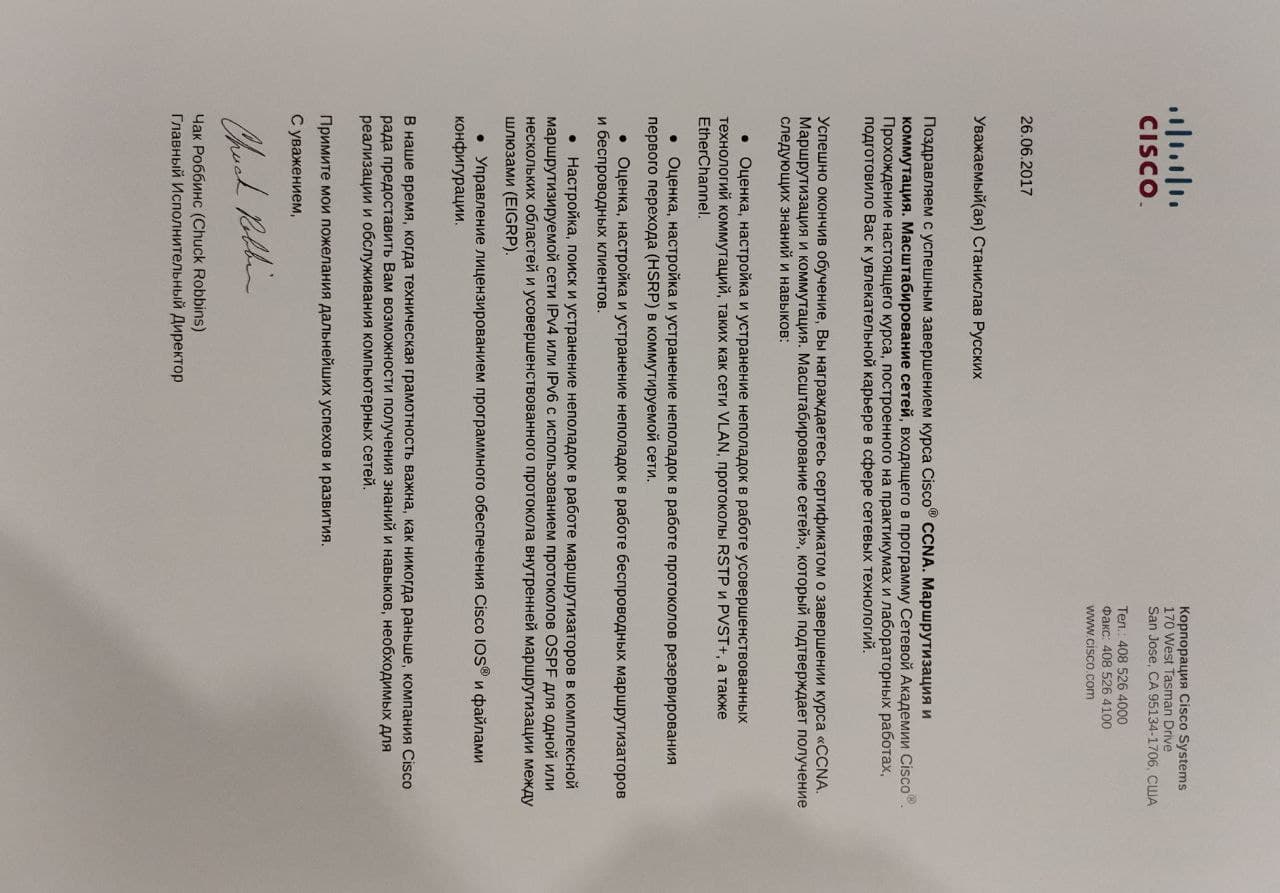 CISCO™
Корпорация Cisco Systems
170 West Tasman Drive
San Jose, CA 95134-1706, США
Тел.: 408 526 4000
Факс: 408 526 4100
www.cisco.com
26.06.2017
Уважаемый(ая) Станислав Русских
Поздравляем с успешным завершением курса Cisco® CCNA. Маршрутизация и
коммутация. Масштабирование сетей, входящего в программу Сетевой Академии Cisco®.
Прохождение настоящего курса, построенного на практикумах и лабораторных работах,
подготовило Вас к увлекательной карьере в сфере сетевых технологий.
Успешно окончив обучение, Вы награждаетесь сертификатом о завершении курса «CCNA.
Маршрутизация и коммутация. Масштабирование сетей», который подтверждает получение
следующих знаний и навыков:
● Оценка, настройка и устранение неполадок в работе усовершенствованных
технологий коммутаций, таких как сети VLAN, протоколы RSTP и PVST+, а также
EtherChannel.
● Оценка, настройка и устранение неполадок в работе протоколов резервирования
первого перехода (HSRP) в коммутируемой сети.
● Оценка, настройка и устранение неполадок в работе беспроводных маршрутизаторов
и беспроводных клиентов.
● Настройка, поиск и устранение неполадок в работе маршрутизаторов в комплексной
маршрутизируемой сети IPv4 или IPv6 с использованием протоколов OSPF для одной или
нескольких областей и усовершенствованного протокола внутренней маршрутизации между
шлюзами (EIGRP).
● Управление лицензированием программного обеспечения Cisco IOS® и файлами
конфигурации.
В наше время, когда техническая грамотность важна, как никогда раньше, компания Cisco
рада предоставить Вам возможности получения знаний и навыков, необходимых для
реализации и обслуживания компьютерных сетей.
Примите мои пожелания дальнейших успехов и развития.
С уважением,
Chuck Robbins
Чак Роббинс (Chuck Robbins)
Главный Исполнительный Директор